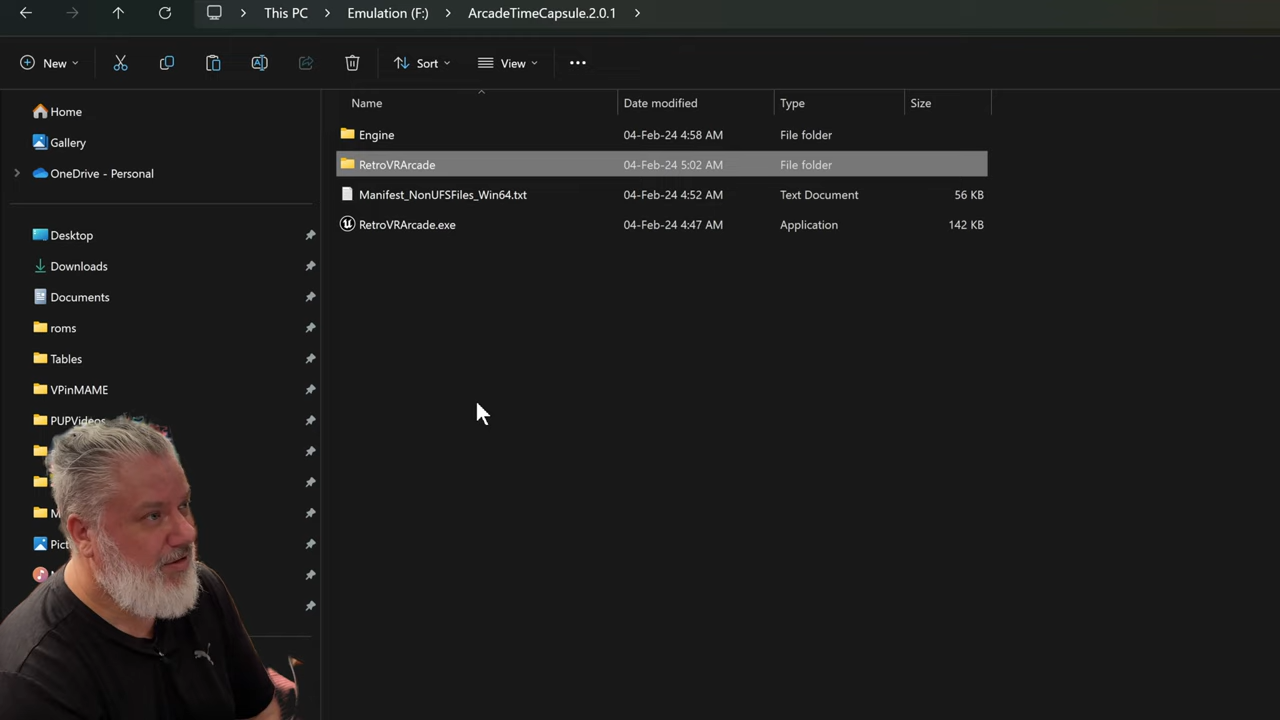 This PC > Emulation (F:) > ArcadeTimeCapsule.2.0.1 >
New Sort View
Home
Gallery
OneDrive - Personal
Desktop
Downloads
Documents
roms
Tables
VPinMAME
PUPVideos
Name Date modified Type Size
Engine 04-Feb-24 4:58 AM File folder
RetroVRArcade 04-Feb-24 5:02 AM File folder
Manifest_NonUFSFiles_Win64.txt 04-Feb-24 4:52 AM Text Document 56 KB
RetroVRArcade.exe 04-Feb-24 4:47 AM Application 142 KB